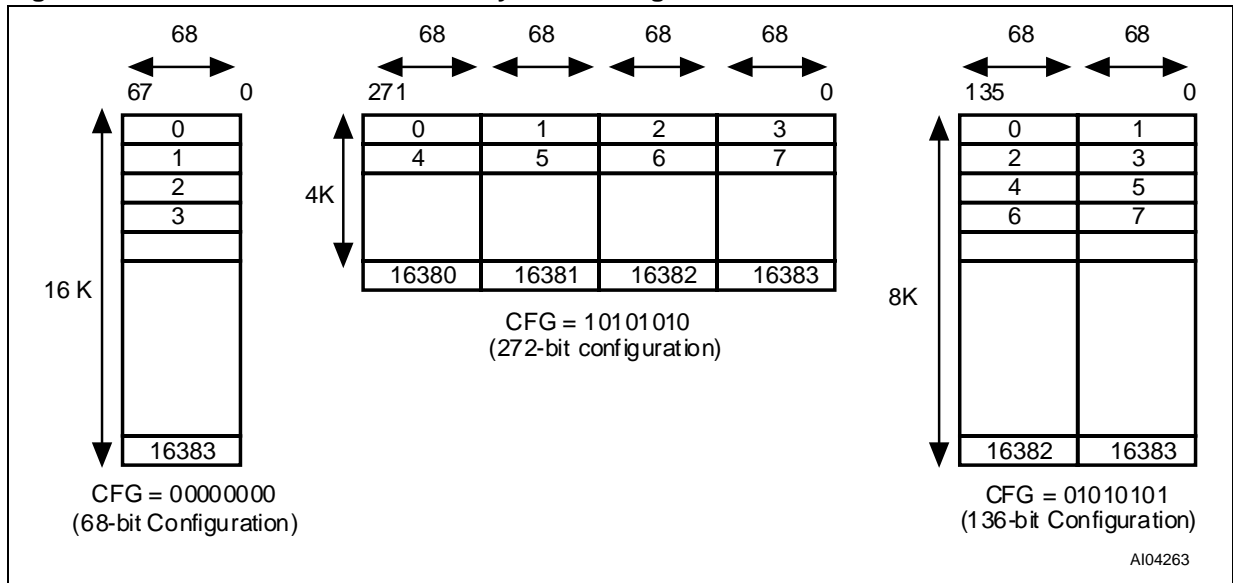 68
67 0
0
1
2
3
16383
16 K
CFG = 00000000
(68-bit Configuration)
68 68 68 68
271 0
0 1 2 3
4 5 6 7
16380 16381 16382 16383
4K
CFG = 10101010
(272-bit configuration)
68 68
135 0
0 1
2 3
4 5
6 7
16382 16383
8K
CFG = 01010101
(136-bit Configuration)
AI04263